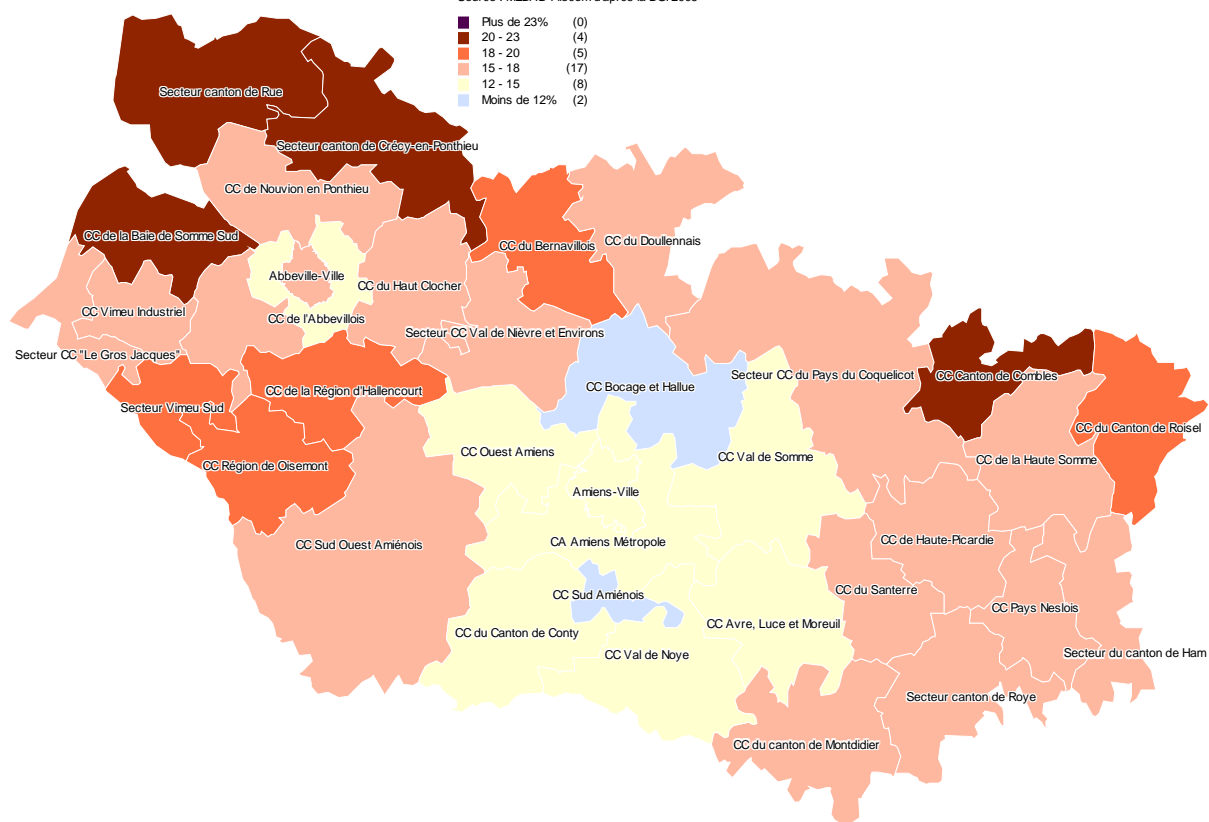 Plus de 23% (0)
20 - 23 (4)
18 - 20 (5)
15 - 18 (17)
12 - 15 (8)
Moins de 12% (2)
Secteur canton de Rue
Secteur canton de Crécy-en-Ponthieu
CC de Nouvion en Ponthieu
CC de la Baie de Somme Sud
CC du Bernavillois
CC du Doullennais
Abbeville-Ville
CC du Haut Clocher
CC Vimeu Industriel
CC de l'Abbevillois
Secteur CC Val de Nièvre et Environs
Secteur CC "Le Gros Jacques"
Secteur CC du Pays du Coquelicot
CC Canton de Combles
CC Bocage et Hallue
CC de la Région d'Hallencourt
Secteur Vimeu Sud
CC du Canton de Roisel
CC Ouest Amiens
CC Val de Somme
CC de la Haute Somme
CC Région de Oisemont
Amiens-Ville
CC de Haute-Picardie
CA Amiens Métropole
CC Sud Ouest Amiénois
CC du Santerre
CC Sud Amiénois
CC Pays Neslois
CC Avre, Luce et Moreuil
CC du Canton de Conty
CC Val de Noye
Secteur du canton de Ham
Secteur canton de Roye
CC du canton de Montdidier